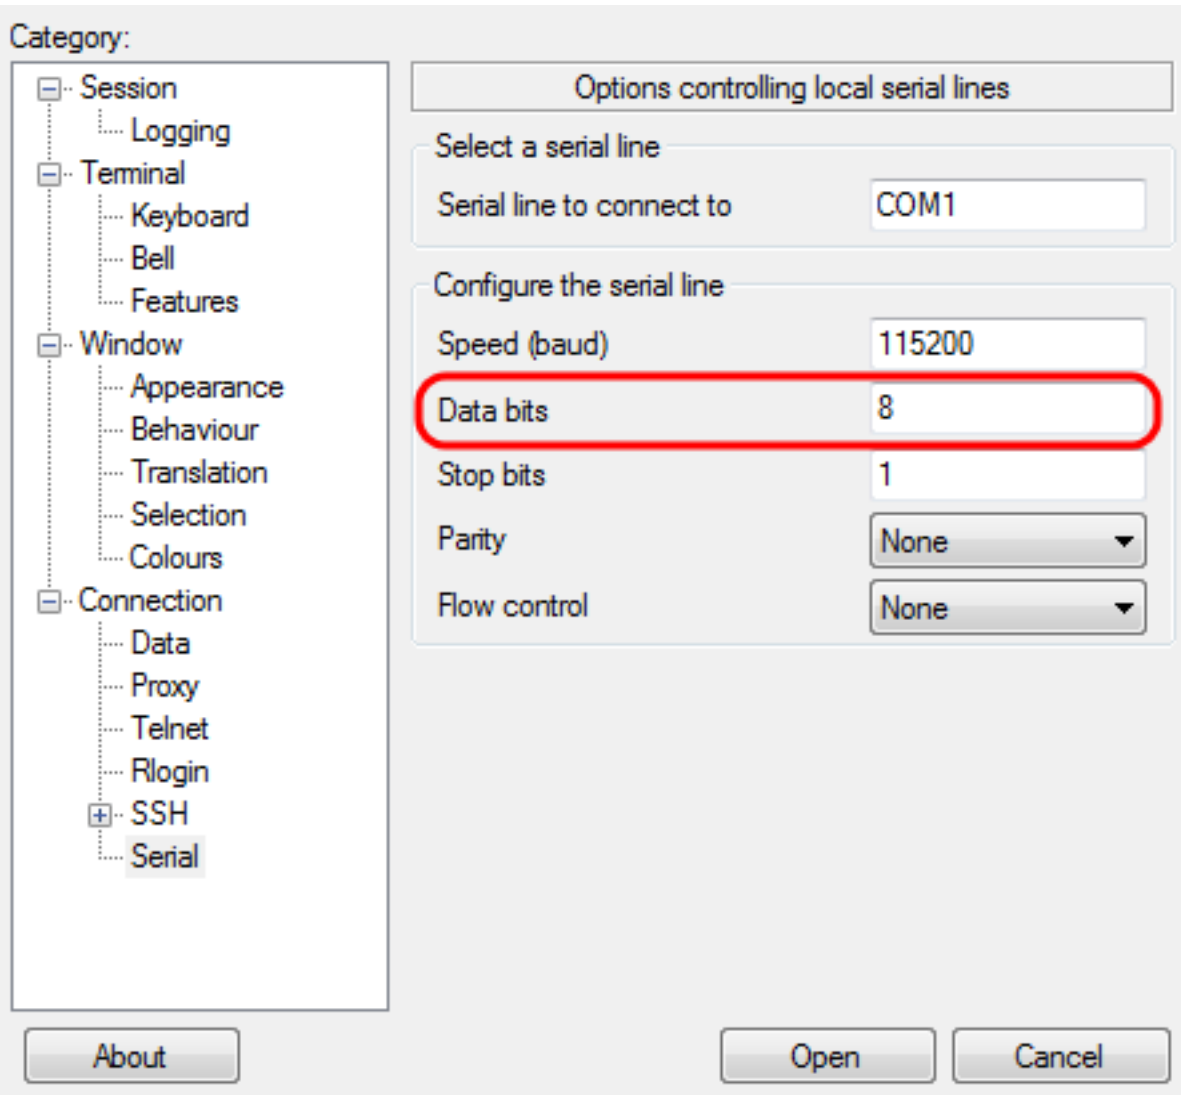 Category:
Session
Logging
Terminal
Keyboard
Bell
Features
Window
Appearance
Behaviour
Translation
Selection
Colours
Connection
Data
Proxy
Telnet
Rlogin
SSH
Serial
Options controlling local serial lines
Select a serial line
Serial line to connect to COM1
Configure the serial line
Speed (baud) 115200
Data bits 8
Stop bits 1
Parity None
Flow control None
About Open Cancel